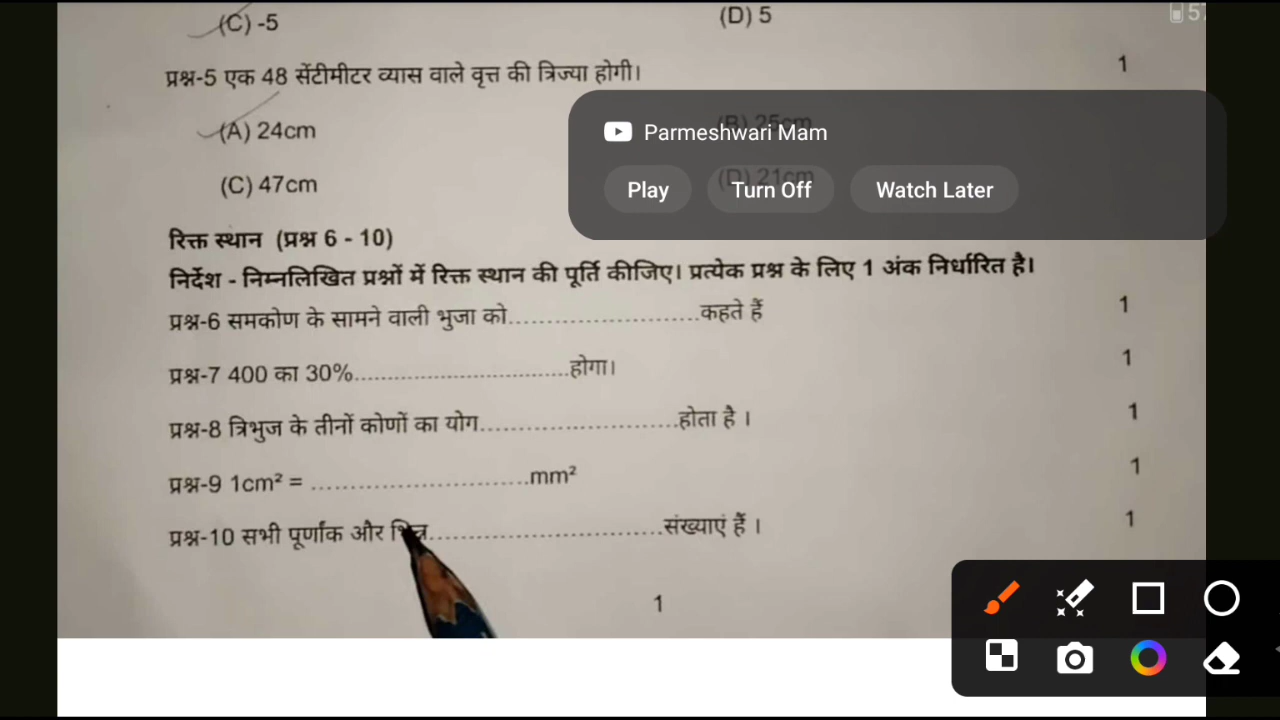 (C) -5
(D) 5
प्रश्न-5 एक 48 सेंटीमीटर व्यास वाले वृत्त की त्रिज्या होगी।
1
(A) 24cm
(B) 25cm
Parmeshwari Mam
(C) 47cm
(D) 21cm
Play
Turn Off
Watch Later
रिक्त स्थान (प्रश्न 6 - 10)
निर्देश - निम्नलिखित प्रश्नों में रिक्त स्थान की पूर्ति कीजिए। प्रत्येक प्रश्न के लिए 1 अंक निर्धारित है।
प्रश्न-6 समकोण के सामने वाली भुजा को........................कहते हैं
1
प्रश्न-7 400 का 30%...........................होगा।
1
प्रश्न-8 त्रिभुज के तीनों कोणों का योग.........................होता है ।
1
प्रश्न-9 1cm² = ...........................mm²
1
प्रश्न-10 सभी पूर्णांक और भिन्न.............................संख्याएं हैं ।
1
1